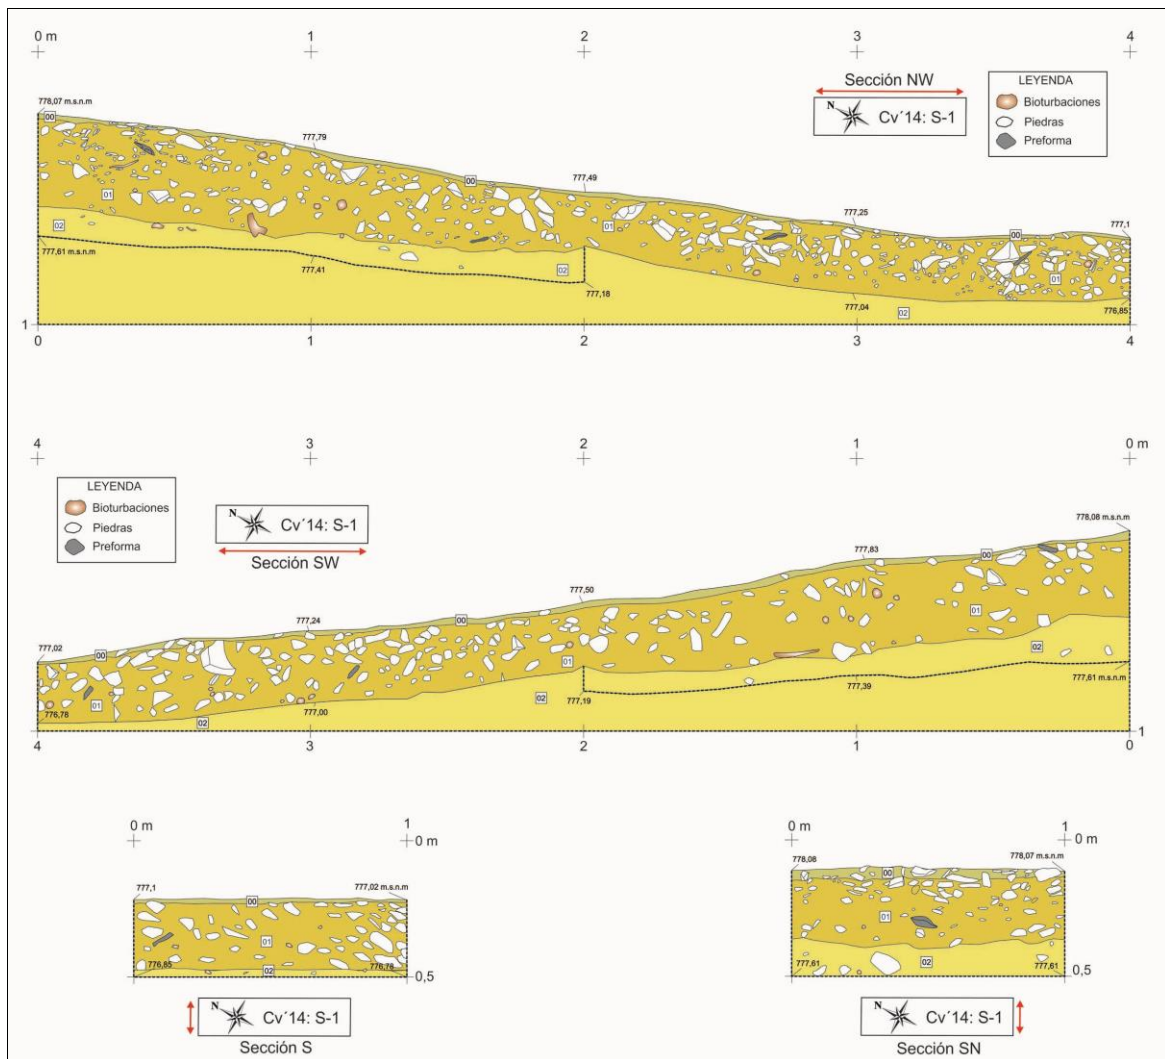 0 m 1 2 3 4
Sección NW
N Cv´14: S-1
LEYENDA
Bioturbaciones
Piedras
Preforma
778,07 m.s.n.m
00
777,79
00
777,49
777,25
00
777,1
01
01
01
02
777,61 m.s.n.m
777,41
02
777,18
777,04
02
776,85
1
0 1 2 3 4
4 3 2 1 0 m
LEYENDA
Bioturbaciones
Piedras
Preforma
N Cv´14: S-1
Sección SW
778,08 m.s.n.m
777,83
00
777,50
00
777,24
777,02
00
01
01
01
02
777,61 m.s.n.m
777,39
777,19
02
777,00
776,78
02
1
4 3 2 1 0
0 m 1
0 m
777,1
00
777,02 m.s.n.m
01
776,85
02
776,78
0,5
N Cv´14: S-1
Sección S
0 m 1
0 m
778,08
00
778,07 m.s.n.m
01
777,61
02
777,61
0,5
N Cv´14: S-1
Sección SN